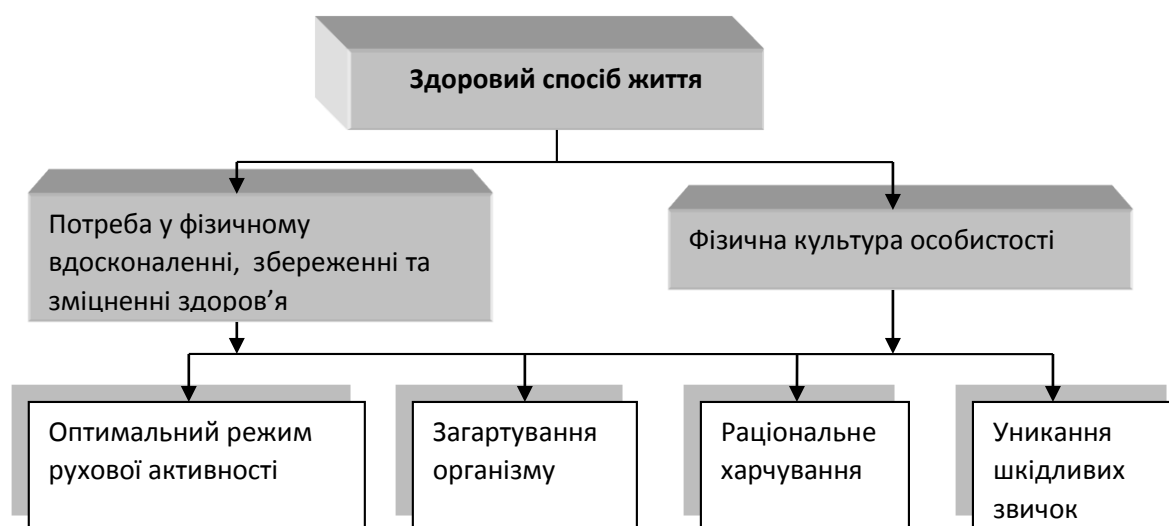 Здоровий спосіб життя
Потреба у фізичному
вдосконаленні, збереженні та
зміцненні здоров’я
Фізична культура особистості
Оптимальний режим
рухової активності
Загартування
організму
Раціональне
харчування
Уникання
шкідливих
звичок